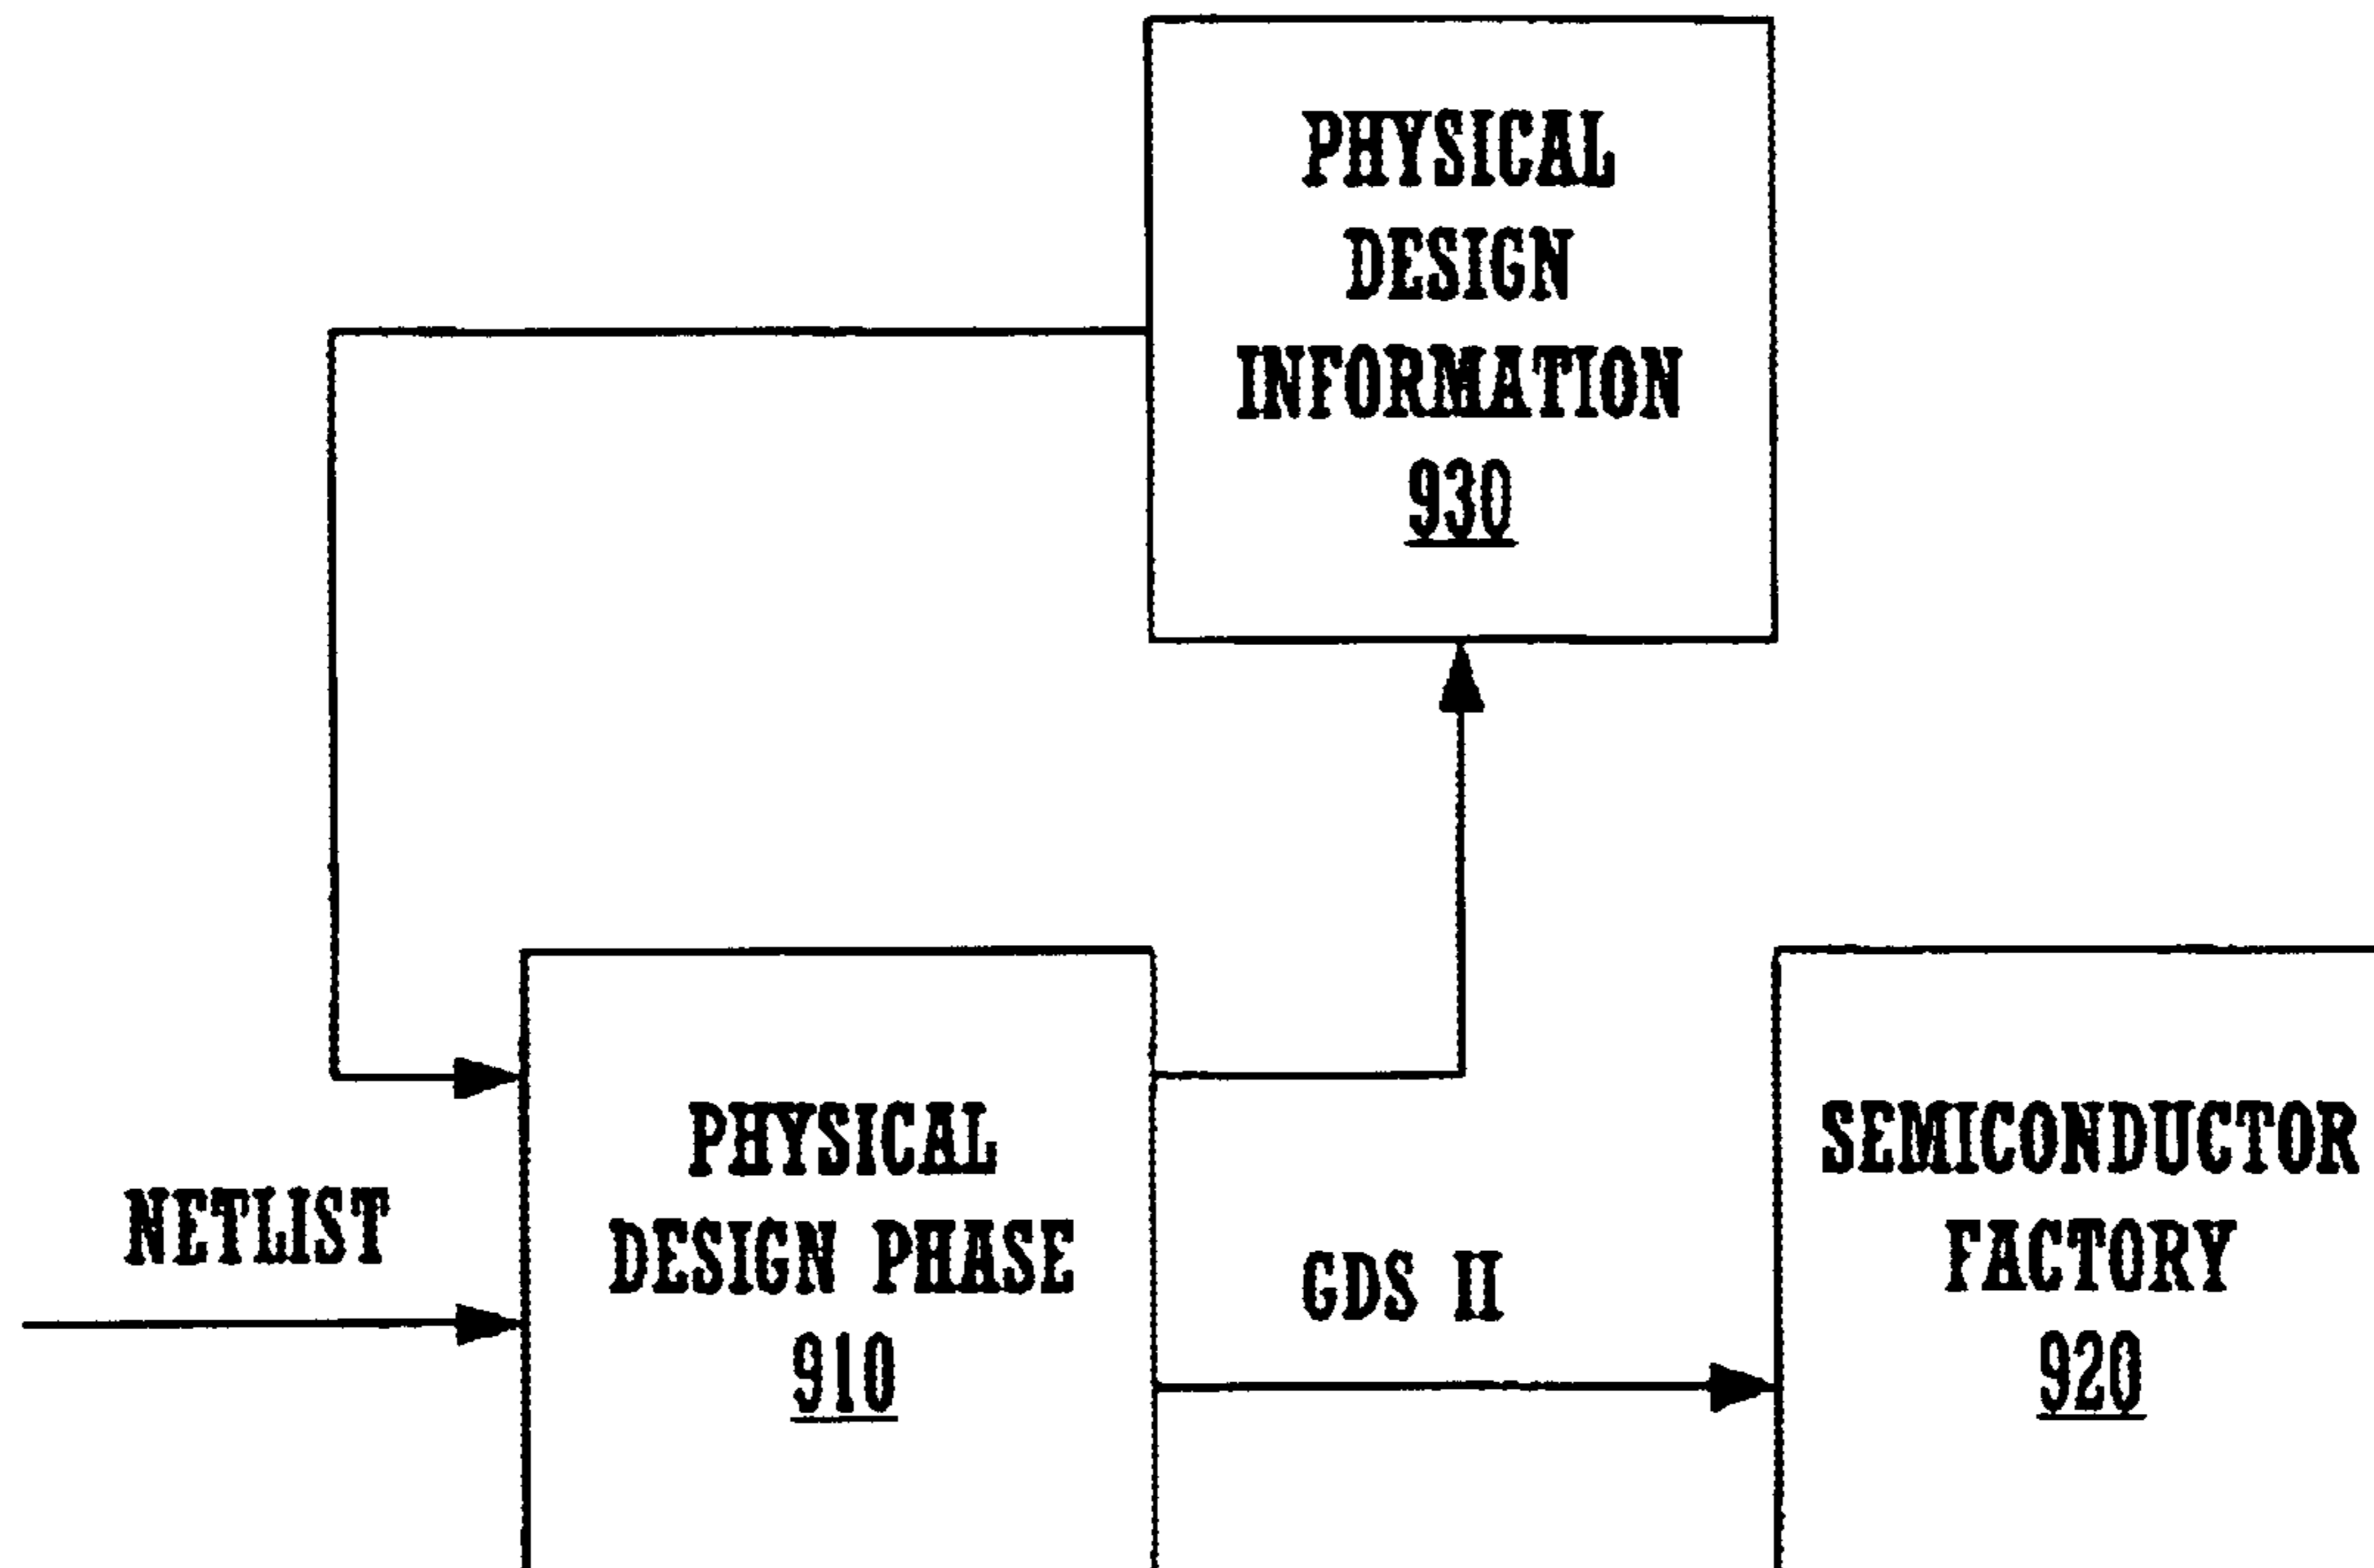 PHYSICAL
DESIGN
INFORMATION
930
NETLIST
PHYSICAL
DESIGN PHASE
910
GDS II
SEMICONDUCTOR
FACTORY
920